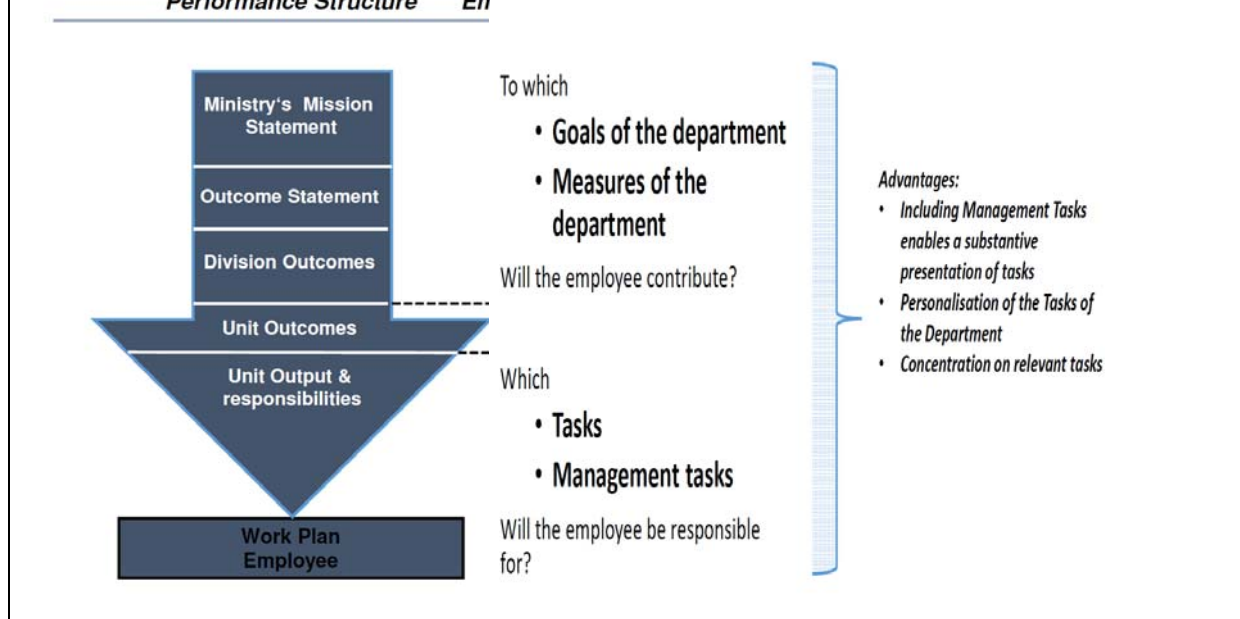 Performance Structure
Ministry's Mission
Statement
Outcome Statement
Division Outcomes
Unit Outcomes
Unit Output &
responsibilities
Work Plan
Employee
To which
• Goals of the department
• Measures of the
department
Will the employee contribute?
Which
• Tasks
• Management tasks
Will the employee be responsible
for?
Advantages:
• Including Management Tasks
enables a substantive
presentation of tasks
• Personalisation of the Tasks of
the Department
• Concentration on relevant tasks